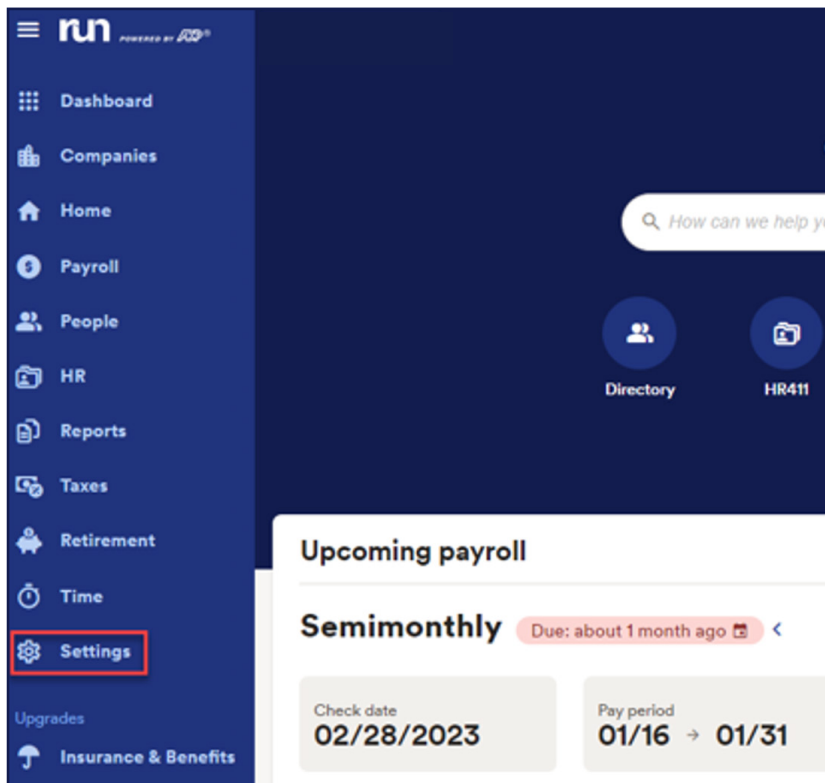 run POWERED BY ADP®
Dashboard
Companies
Home
Payroll
People
HR
Reports
Taxes
Retirement
Time
Settings
Upgrades
Insurance & Benefits
How can we help yo
Directory
HR411
Upcoming payroll
Semimonthly Due: about 1 month ago
Check date
02/28/2023
Pay period
01/16 → 01/31